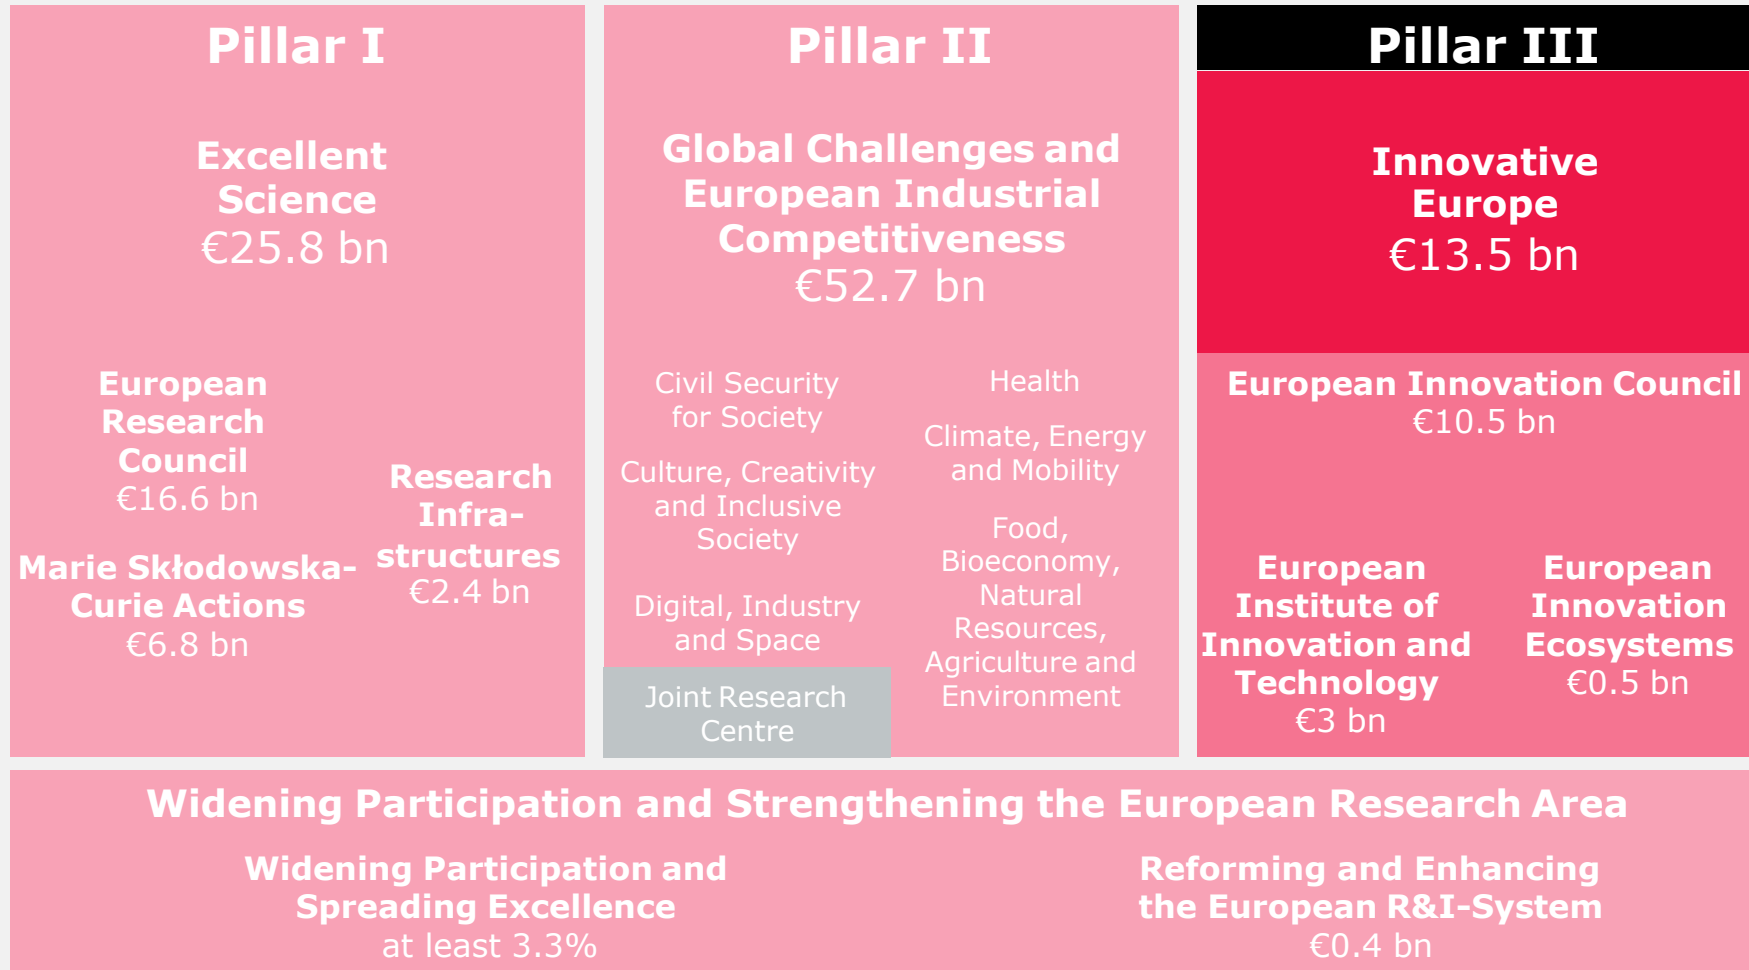 Pillar I
Excellent
Science
€25.8 bn
European
Research
Council
€16.6 bn
Marie Skłodowska-
Curie Actions
€6.8 bn
Research
Infra-
structures
€2.4 bn
Pillar II
Global Challenges and
European Industrial
Competitiveness
€52.7 bn
Civil Security
for Society
Culture, Creativity
and Inclusive
Society
Digital, Industry
and Space
Joint Research
Centre
Health
Climate, Energy
and Mobility
Food,
Bioeconomy,
Natural
Resources,
Agriculture and
Environment
Pillar III
Innovative
Europe
€13.5 bn
European Innovation Council
€10.5 bn
European
Institute of
Innovation and
Technology
€3 bn
European
Innovation
Ecosystems
€0.5 bn
Widening Participation and Strengthening the European Research Area
Widening Participation and
Spreading Excellence
at least 3.3%
Reforming and Enhancing
the European R&I-System
€0.4 bn